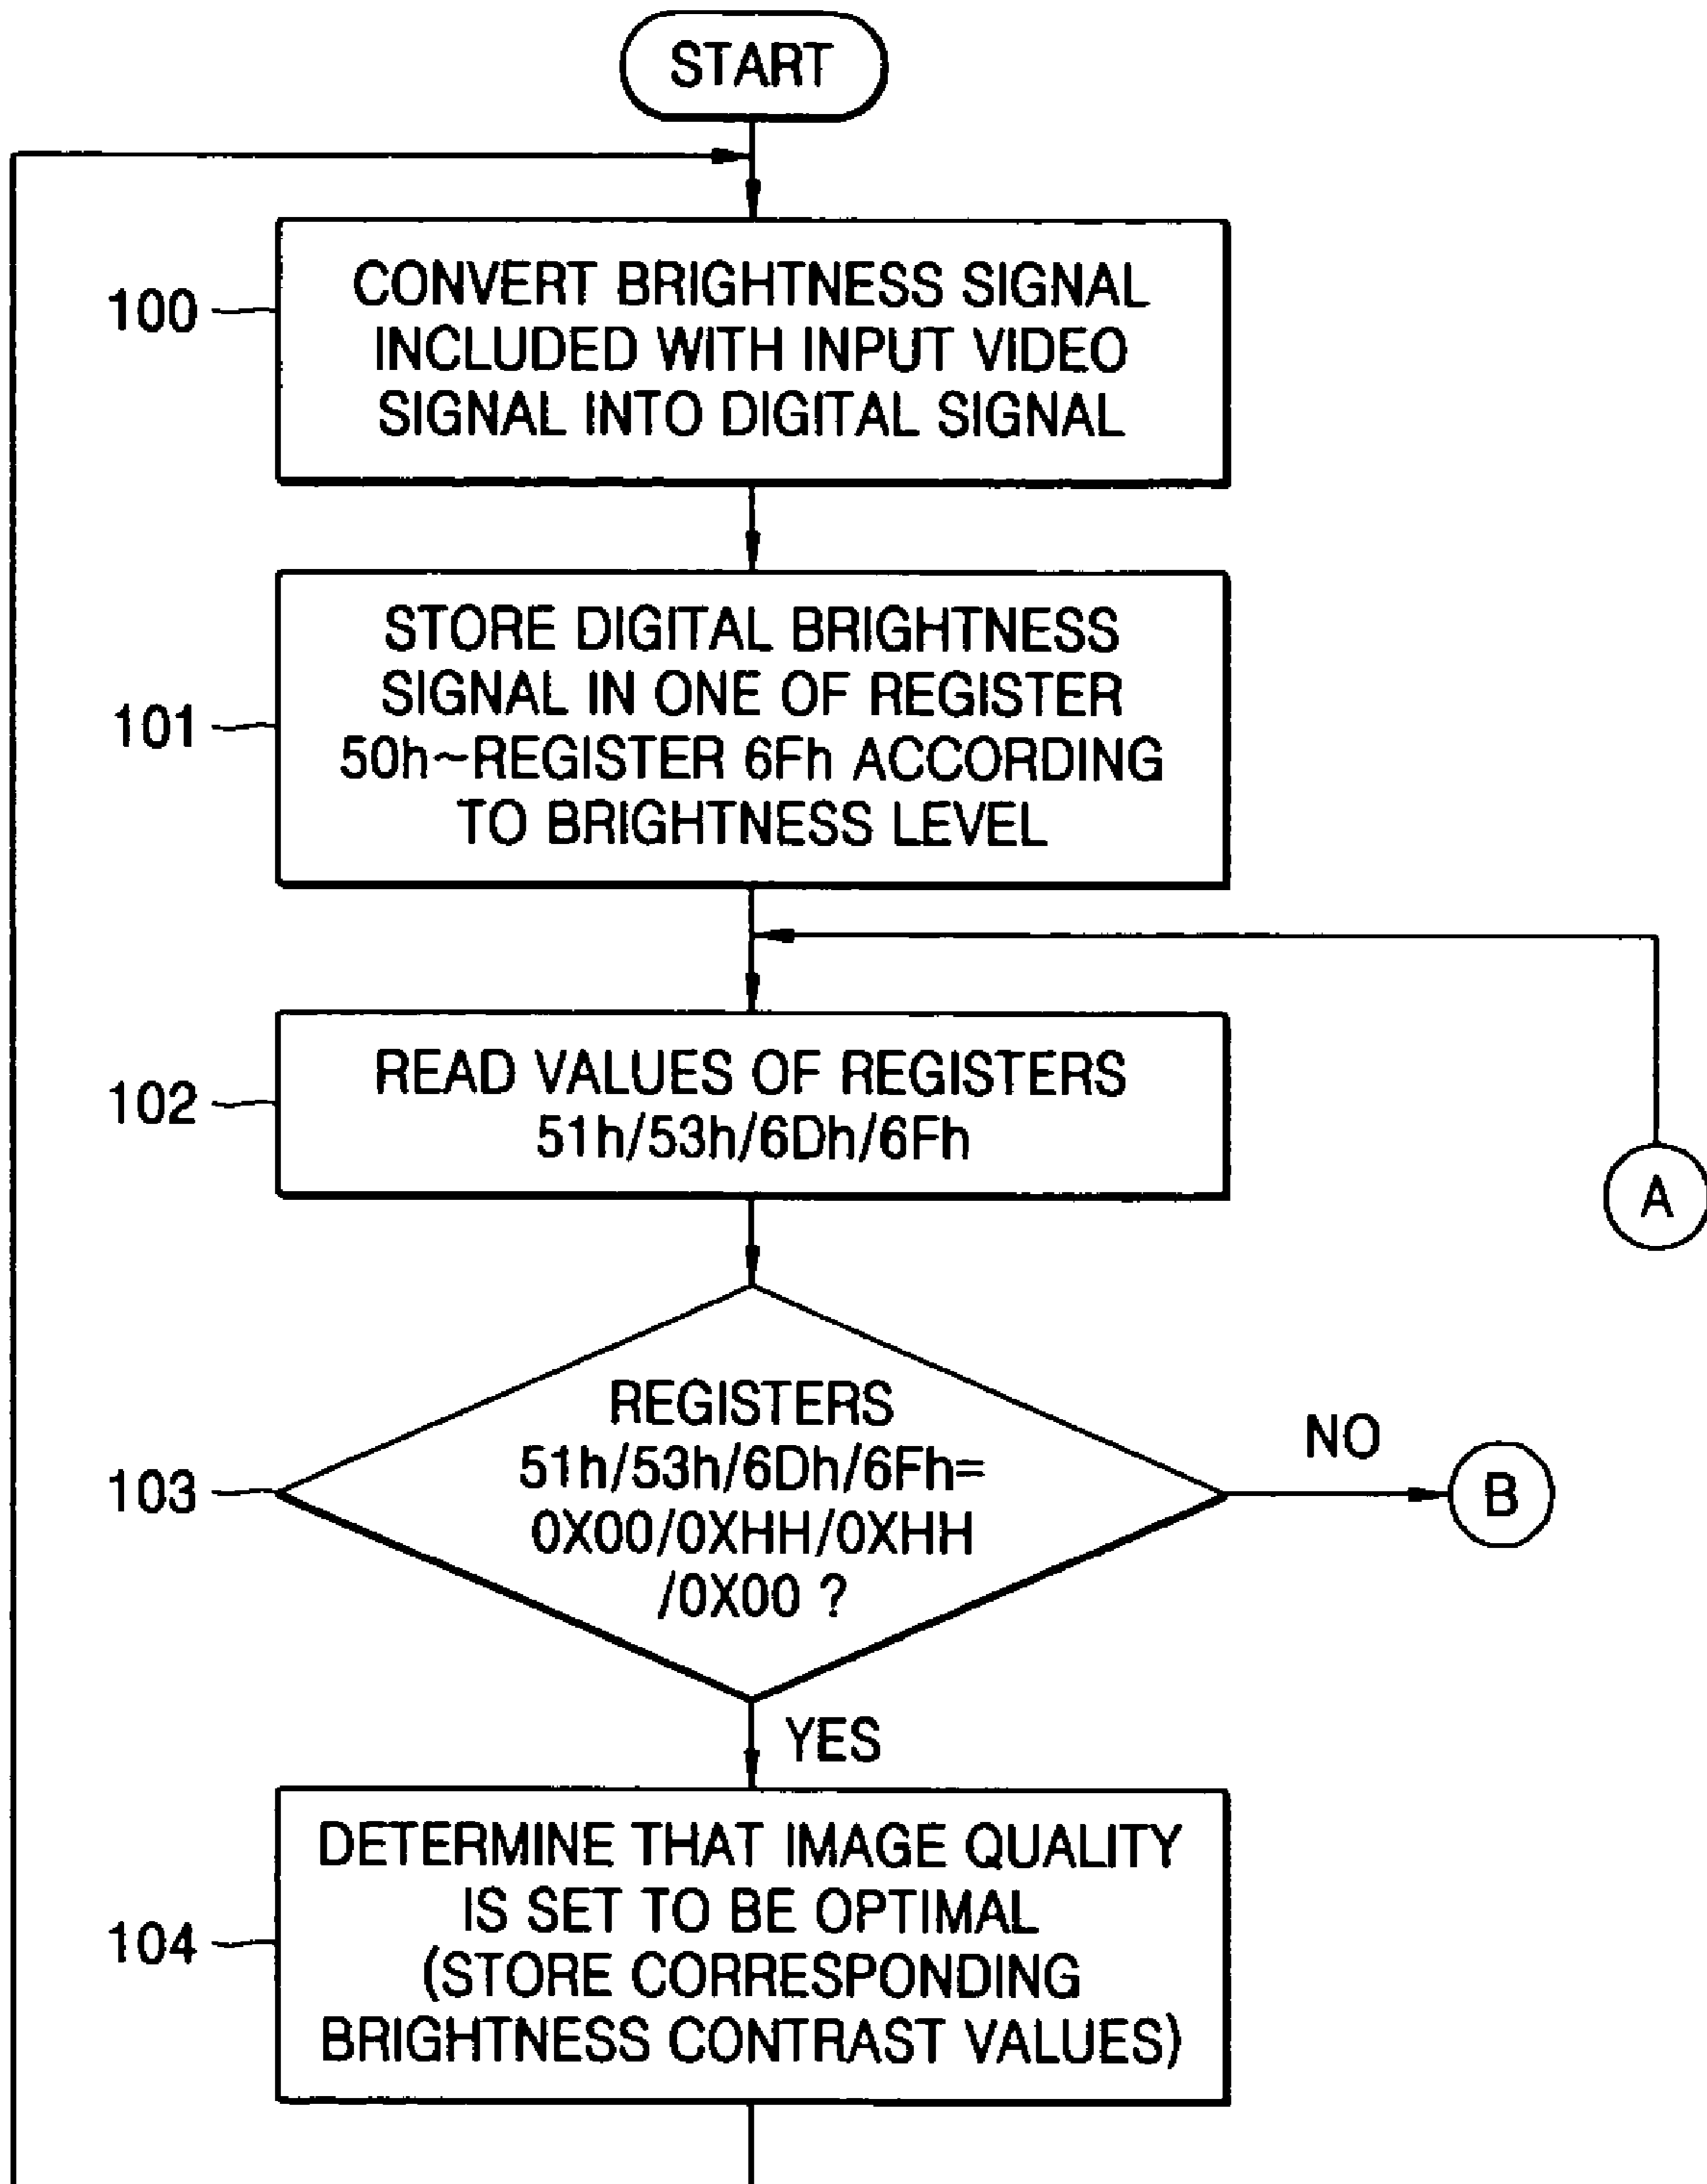 START
100
CONVERT BRIGHTNESS SIGNAL
INCLUDED WITH INPUT VIDEO
SIGNAL INTO DIGITAL SIGNAL
101
STORE DIGITAL BRIGHTNESS
SIGNAL IN ONE OF REGISTER
50h~REGISTER 6Fh ACCORDING
TO BRIGHTNESS LEVEL
102
READ VALUES OF REGISTERS
51h/53h/6Dh/6Fh
A
103
REGISTERS
51h/53h/6Dh/6Fh=
0X00/0XHH/0XHH
/0X00 ?
NO
B
YES
104
DETERMINE THAT IMAGE QUALITY
IS SET TO BE OPTIMAL
(STORE CORRESPONDING
BRIGHTNESS CONTRAST VALUES)